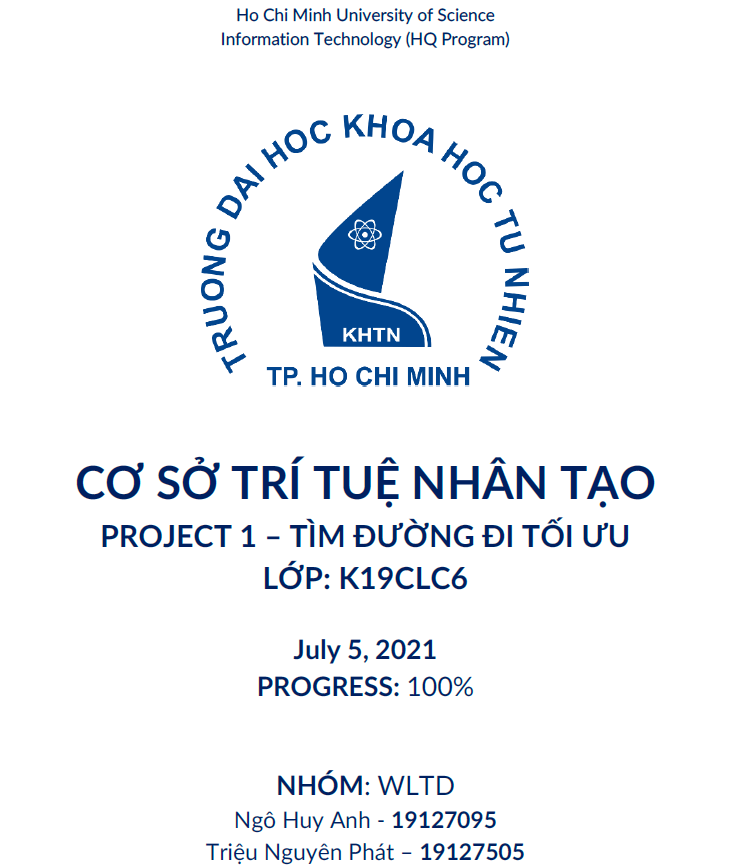 Ho Chi Minh University of Science
Information Technology (HQ Program)
TRUONG DAI HOC KHOA HOC TU NHIEN
KHTN
TP. HO CHI MINH
CƠ SỞ TRÍ TUỆ NHÂN TẠO
PROJECT 1 – TÌM ĐƯỜNG ĐI TỐI ƯU
LỚP: K19CLC6
July 5, 2021
PROGRESS: 100%
NHÓM: WLTD
Ngô Huy Anh - 19127095
Triệu Nguyên Phát – 19127505